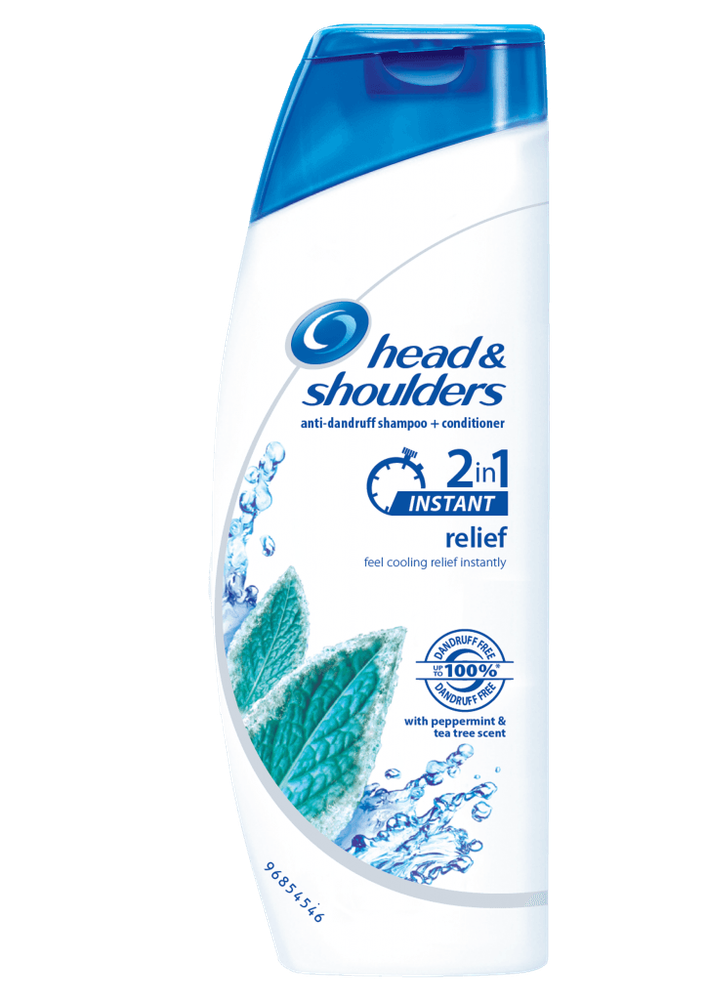 head &
shoulders
anti-dandruff shampoo + conditioner
2in1
INSTANT
relief
feel cooling relief instantly
DANDRUFF FREE
UP TO 100%*
DANDRUFF FREE
with peppermint &
tea tree scent
96854546